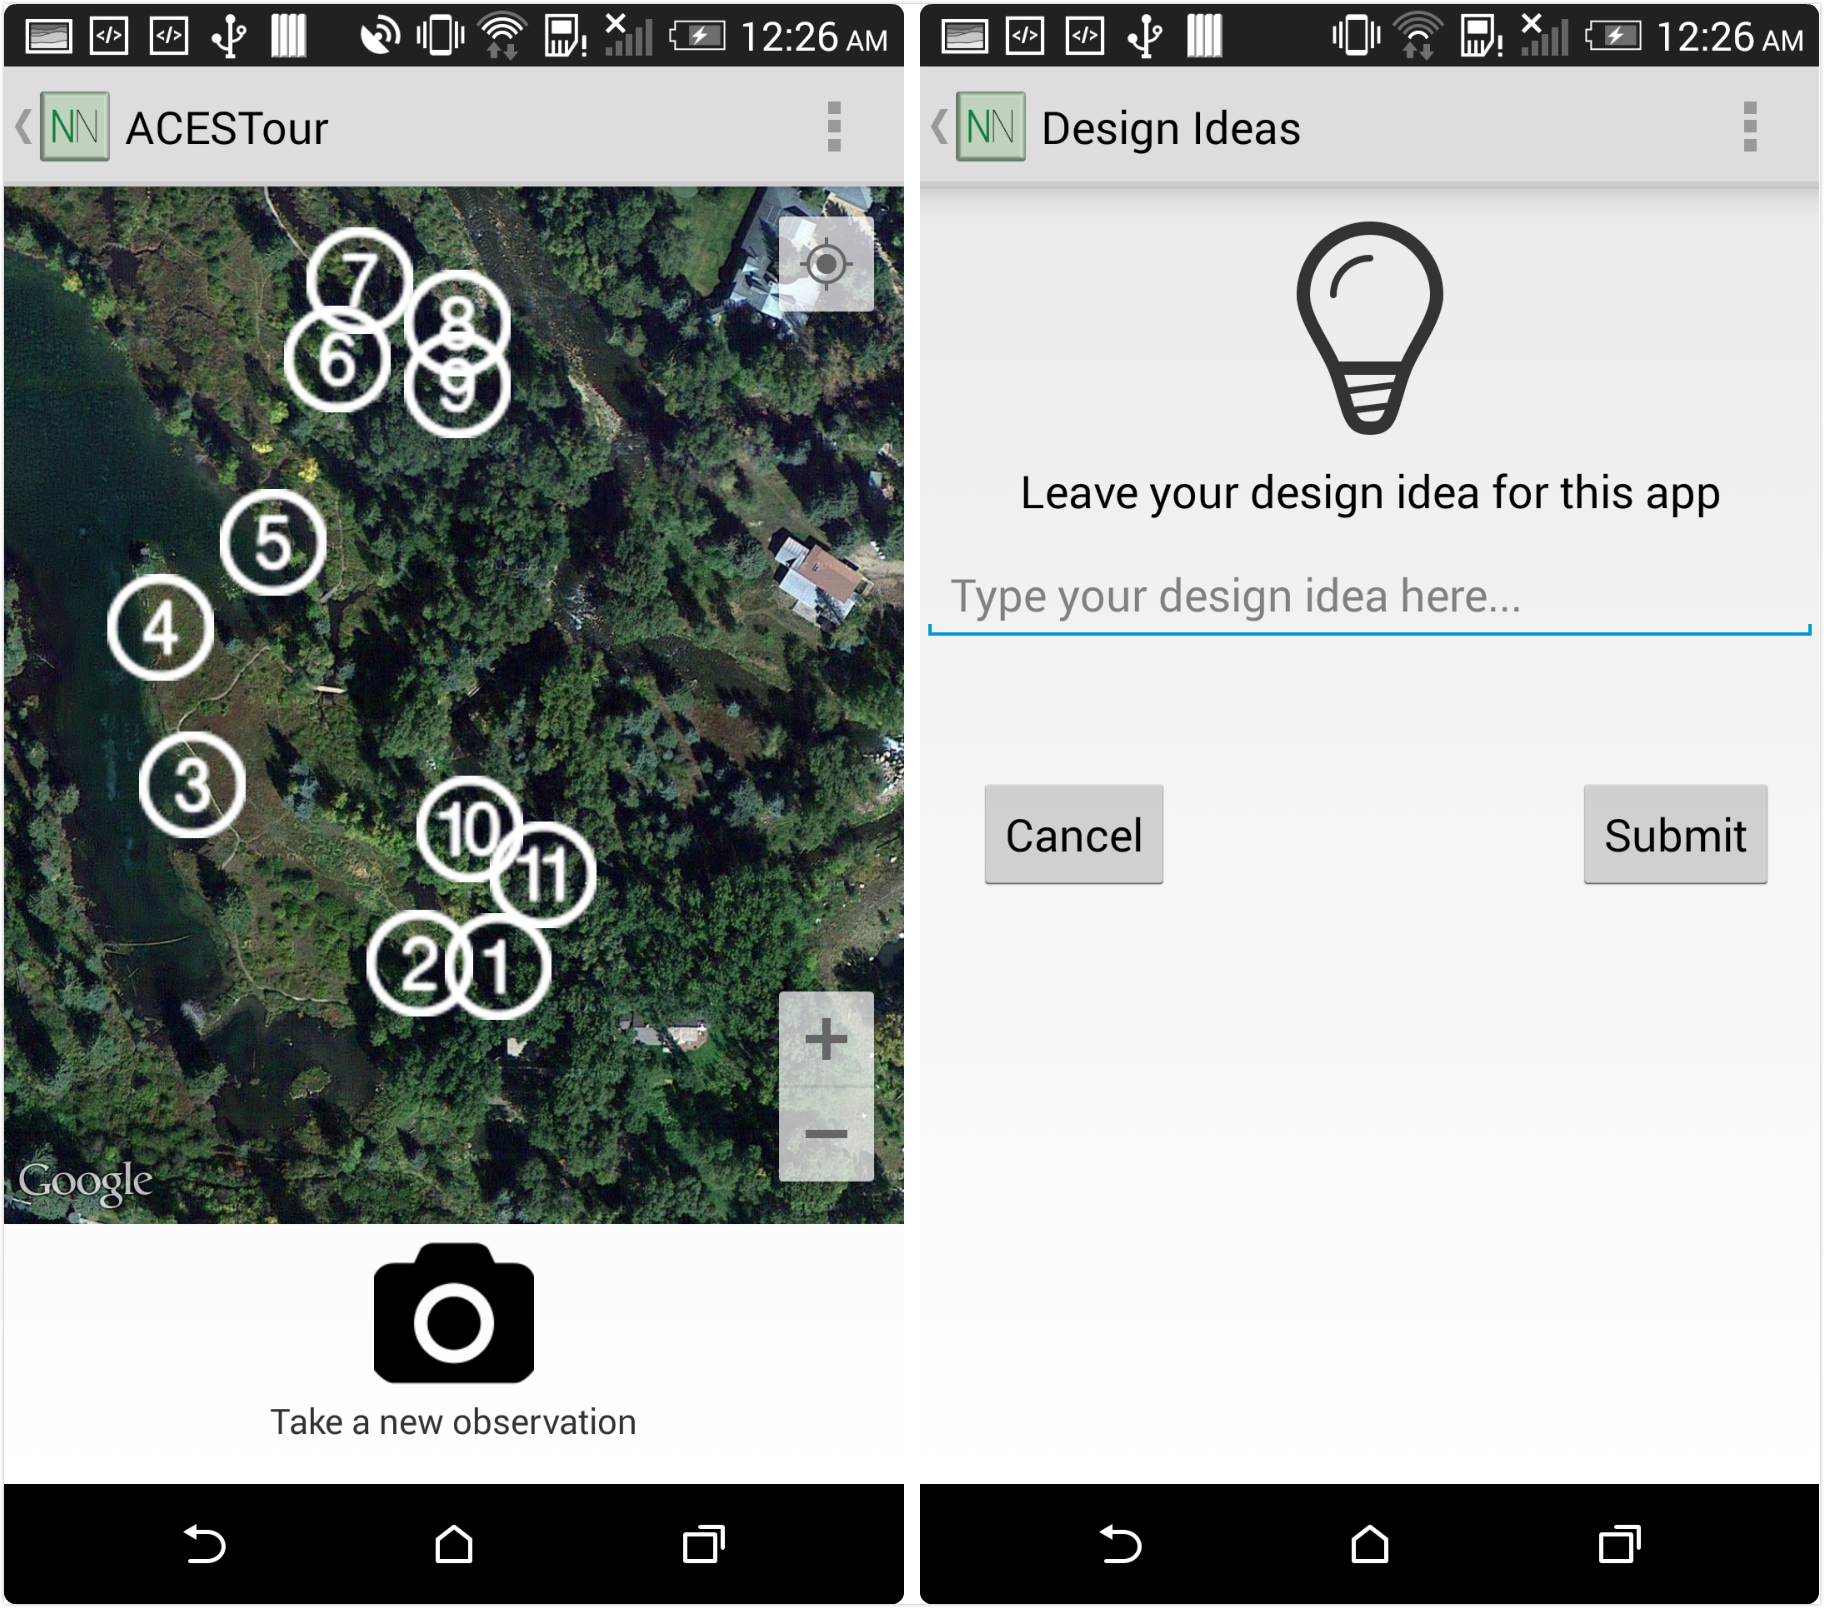 12:26 AM
NN ACESTour
7
8
6
9
5
4
3
10
11
2
1
Google
Take a new observation
12:26 AM
NN Design Ideas
Leave your design idea for this app
Type your design idea here...
Cancel
Submit